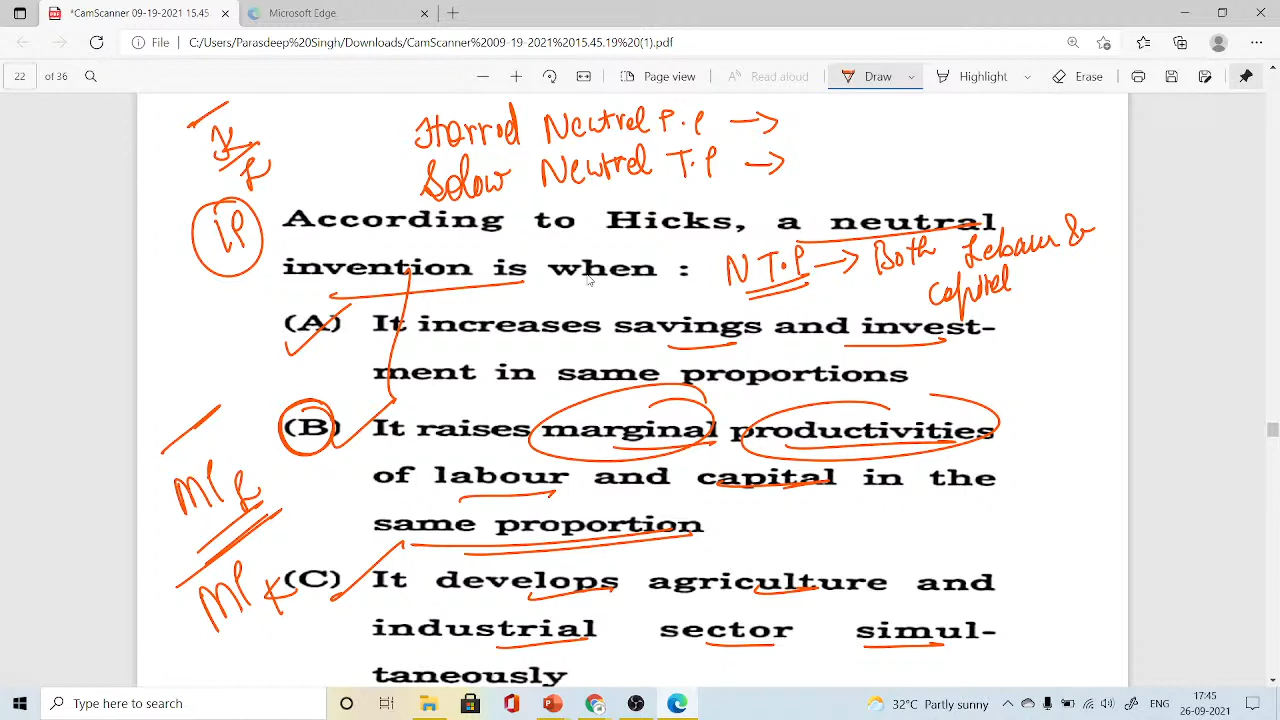 *CamScanner 09-19-2021 15.45
Microsoft Edge
File
C:/Users/Parasdeep%20Singh/Downloads/CamScanner%2009-19-2021%2015.45.19%20(1).pdf
22 of 36
Page view
Read aloud
Draw
Highlight
Erase
Harrod Neutrel P.P →
K/L
Solow Neutrel T.P →
According to Hicks, a neutral
IP
invention is when :
N T.P → Both Lebour &
capitel
(A) It increases savings and invest-
ment in same proportions
(B) It raises marginal productivities
of labour and capital in the
MPL
same proportion
MPK
(C) It develops agriculture and
industrial sector simul-
taneously
Type here to search
32°C Partly sunny
ENG
17:45
26-09-2021